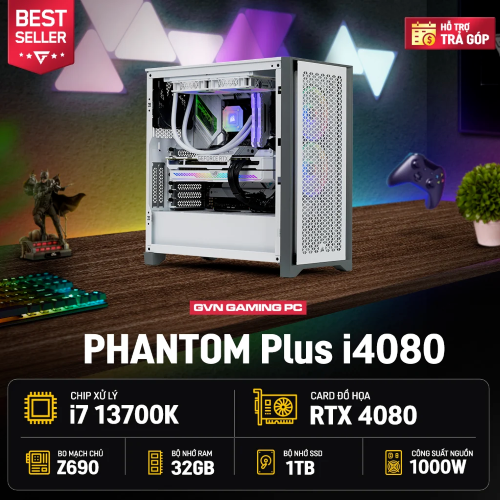 BEST
SELLER
HỖ TRỢ
TRẢ GÓP
GEFORCE RTX
GVN GAMING PC
PHANTOM Plus i4080
CHIP XỬ LÝ
i7 13700K
CARD ĐỒ HỌA
RTX 4080
BO MẠCH CHỦ
Z690
BỘ NHỚ RAM
32GB
BỘ NHỚ SSD
1TB
CÔNG SUẤT NGUỒN
1000W